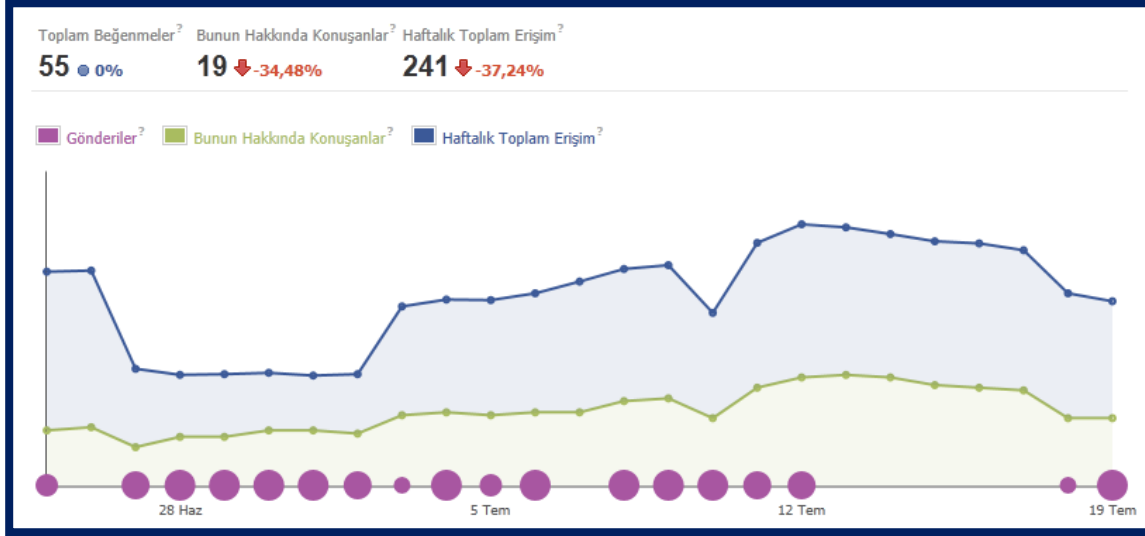 Toplam Beğenmeler? Bunun Hakkında Konuşanlar? Haftalık Toplam Erişim?
55 0% 19 -34,48% 241 -37,24%
Gönderiler? Bunun Hakkında Konuşanlar? Haftalık Toplam Erişim?
28 Haz 5 Tem 12 Tem 19 Tem